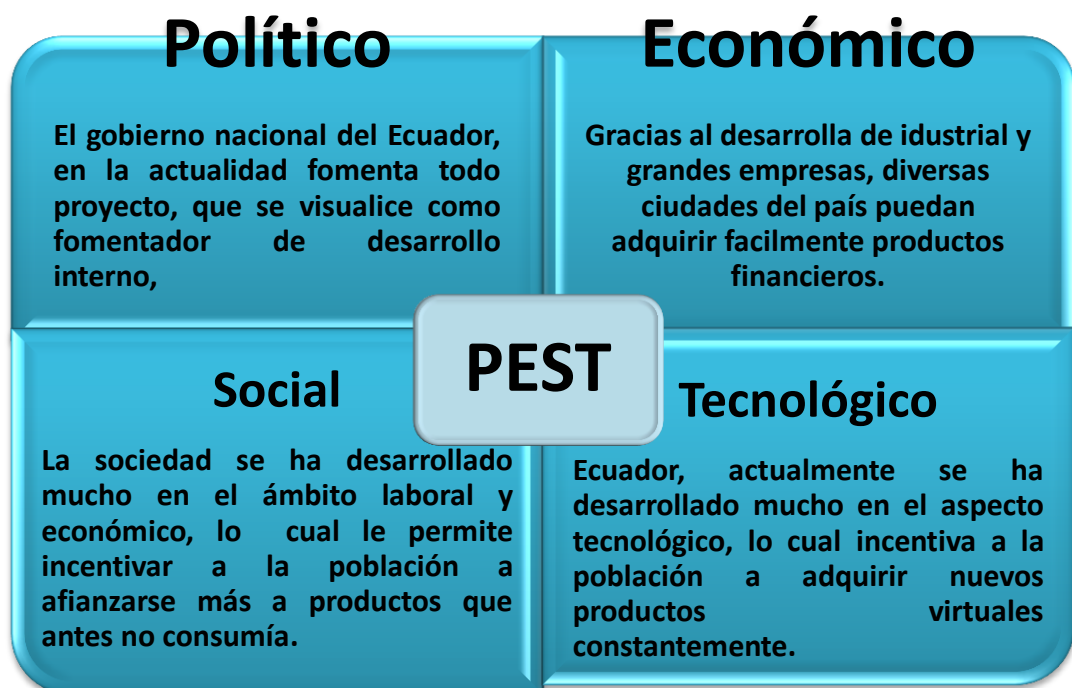 Político
El gobierno nacional del Ecuador,
en la actualidad fomenta todo
proyecto, que se visualice como
fomentador de desarrollo
interno,
Económico
Gracias al desarrolla de idustrial y
grandes empresas, diversas
ciudades del país puedan
adquirir facilmente productos
financieros.
PEST
Social
La sociedad se ha desarrollado
mucho en el ámbito laboral y
económico, lo cual le permite
incentivar a la población a
afianzarse más a productos que
antes no consumía.
Tecnológico
Ecuador, actualmente se ha
desarrollado mucho en el aspecto
tecnológico, lo cual incentiva a la
población a adquirir nuevos
productos virtuales
constantemente.